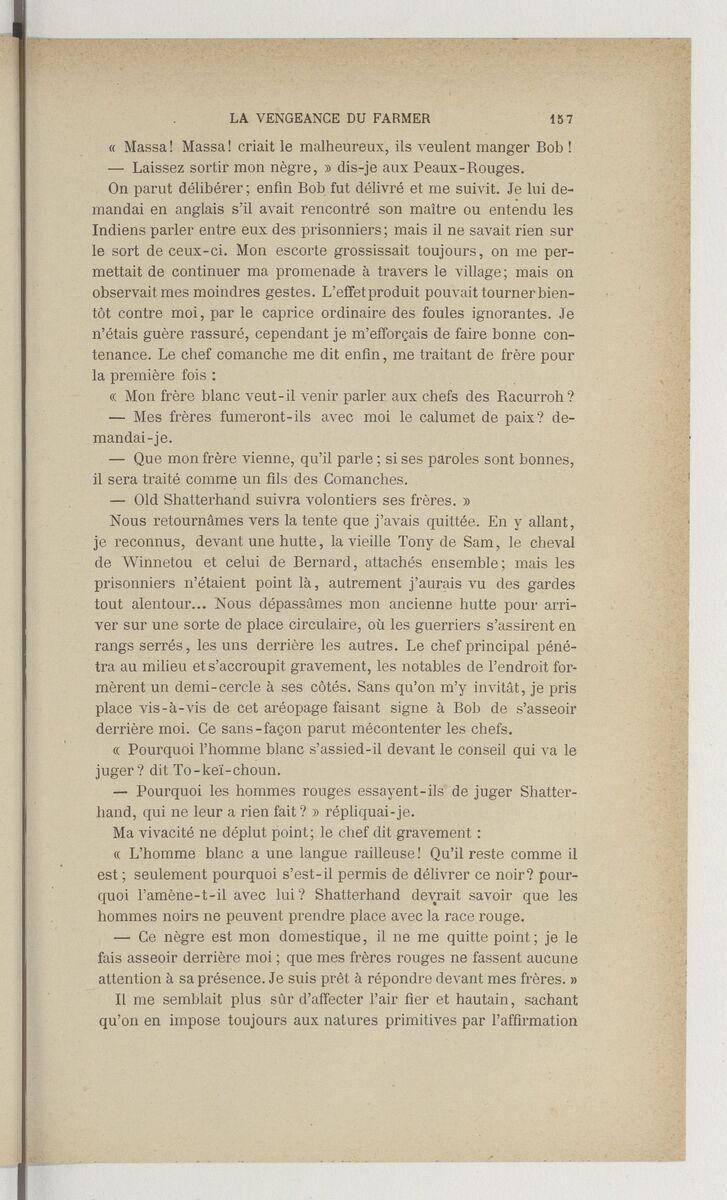 LA VENGEANCE DU FARMER 157
« Massa! Massa! criait le malheureux, ils veulent manger Bob!
— Laissez sortir mon nègre, » dis-je aux Peaux-Rouges.
On parut délibérer; enfin Bob fut délivré et me suivit. Je lui de-
mandai en anglais s'il avait rencontré son maître ou entendu les
Indiens parler entre eux des prisonniers; mais il ne savait rien sur
le sort de ceux-ci. Mon escorte grossissait toujours, on me per-
mettait de continuer ma promenade à travers le village; mais on
observait mes moindres gestes. L'effet produit pouvait tourner bien-
tôt contre moi, par le caprice ordinaire des foules ignorantes. Je
n'étais guère rassuré, cependant je m'efforçais de faire bonne con-
tenance. Le chef comanche me dit enfin, me traitant de frère pour
la première fois :
« Mon frère blanc veut-il venir parler aux chefs des Racurroh?
— Mes frères fumeront-ils avec moi le calumet de paix? de-
mandai-je.
— Que mon frère vienne, qu'il parle; si ses paroles sont bonnes,
il sera traité comme un fils des Comanches.
— Old Shatterhand suivra volontiers ses frères. »
Nous retournâmes vers la tente que j'avais quittée. En y allant,
je reconnus, devant une hutte, la vieille Tony de Sam, le cheval
de Winnetou et celui de Bernard, attachés ensemble; mais les
prisonniers n'étaient point là, autrement j'aurais vu des gardes
tout alentour... Nous dépassâmes mon ancienne hutte pour arri-
ver sur une sorte de place circulaire, où les guerriers s'assirent en
rangs serrés, les uns derrière les autres. Le chef principal péné-
tra au milieu et s'accroupit gravement, les notables de l'endroit for-
mèrent un demi-cercle à ses côtés. Sans qu'on m'y invitât, je pris
place vis-à-vis de cet aréopage faisant signe à Bob de s'asseoir
derrière moi. Ce sans-façon parut mécontenter les chefs.
« Pourquoi l'homme blanc s'assied-il devant le conseil qui va le
juger? dit To-keï-choun.
— Pourquoi les hommes rouges essayent-ils de juger Shatter-
hand, qui ne leur a rien fait? » répliquai-je.
Ma vivacité ne déplut point; le chef dit gravement :
« L'homme blanc a une langue railleuse! Qu'il reste comme il
est; seulement pourquoi s'est-il permis de délivrer ce noir? pour-
quoi l'amène-t-il avec lui? Shatterhand devrait savoir que les
hommes noirs ne peuvent prendre place avec la race rouge.
— Ce nègre est mon domestique, il ne me quitte point; je le
fais asseoir derrière moi; que mes frères rouges ne fassent aucune
attention à sa présence. Je suis prêt à répondre devant mes frères. »
Il me semblait plus sûr d'affecter l'air fier et hautain, sachant
qu'on en impose toujours aux natures primitives par l'affirmation